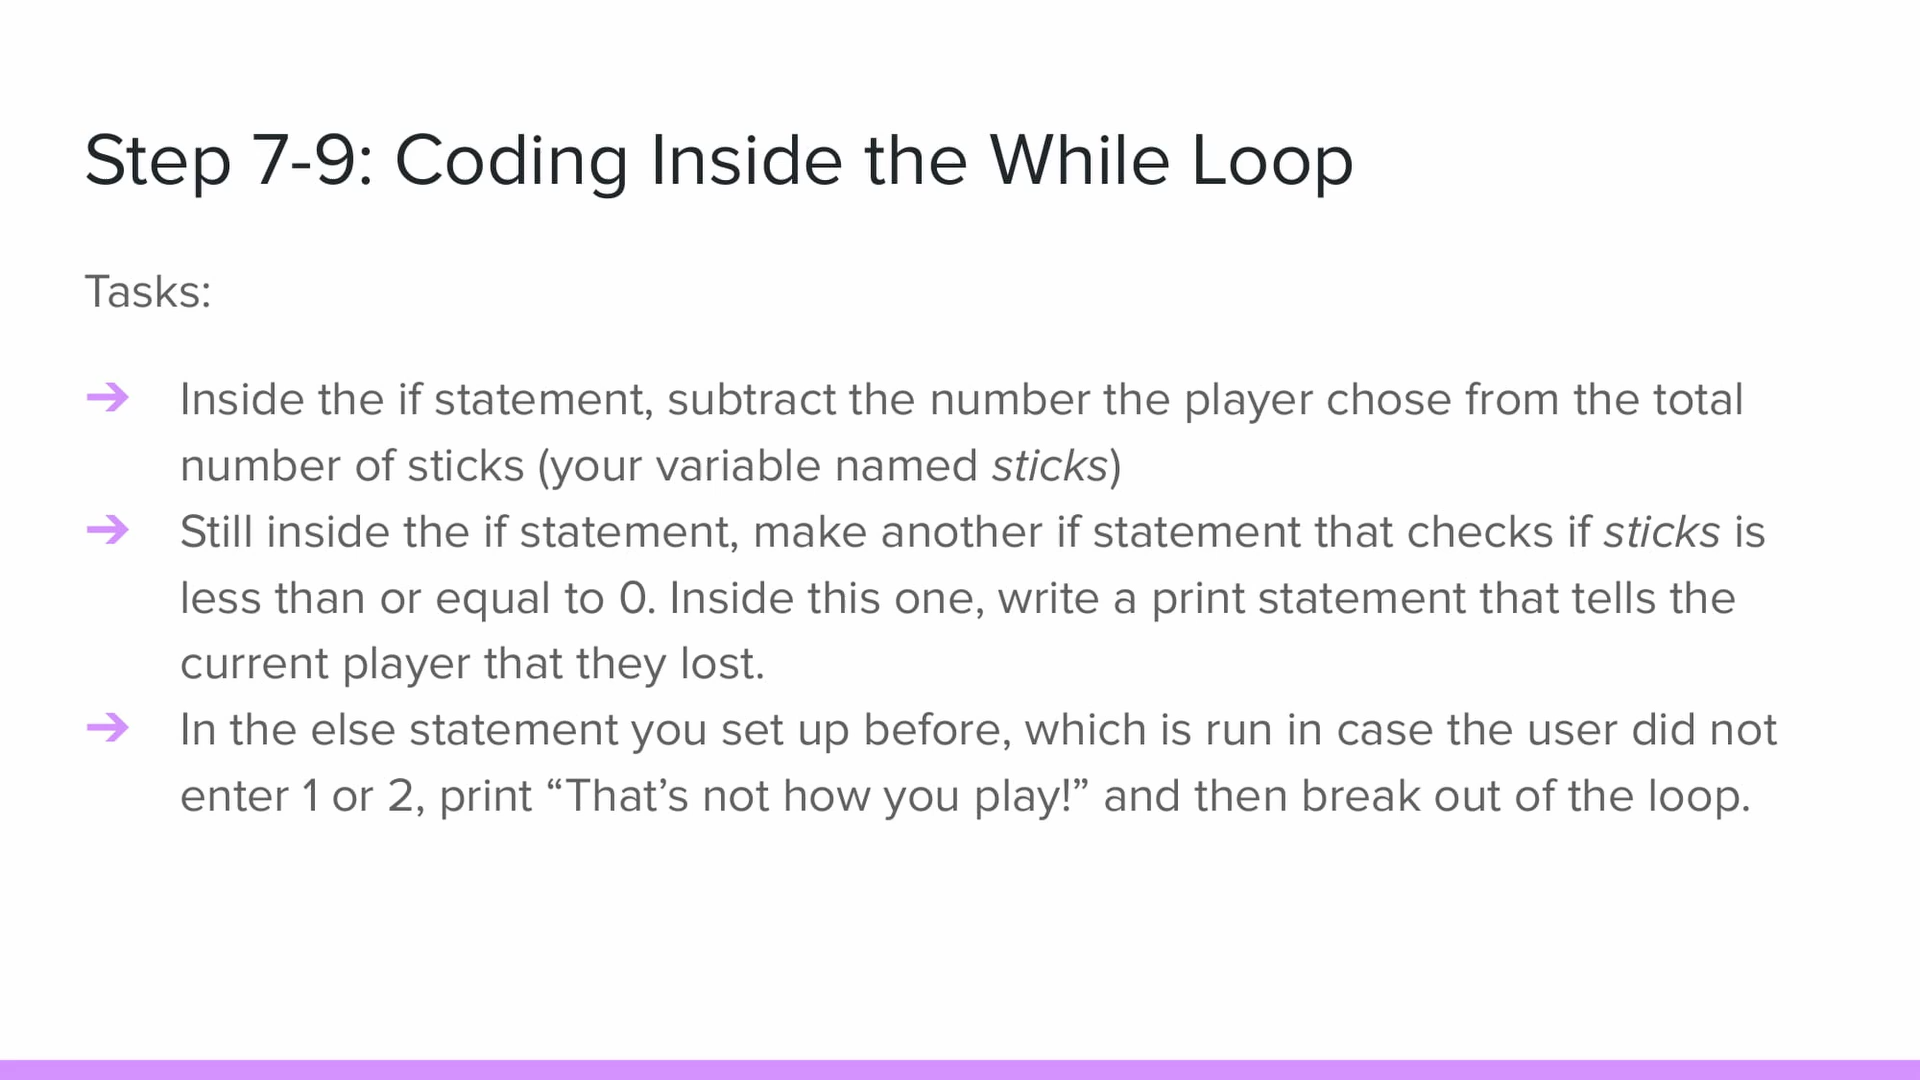 Step 7-9: Coding Inside the While Loop
Tasks:
➔ Inside the if statement, subtract the number the player chose from the total
number of sticks (your variable named sticks)
➔ Still inside the if statement, make another if statement that checks if sticks is
less than or equal to 0. Inside this one, write a print statement that tells the
current player that they lost.
➔ In the else statement you set up before, which is run in case the user did not
enter 1 or 2, print “That’s not how you play!” and then break out of the loop.